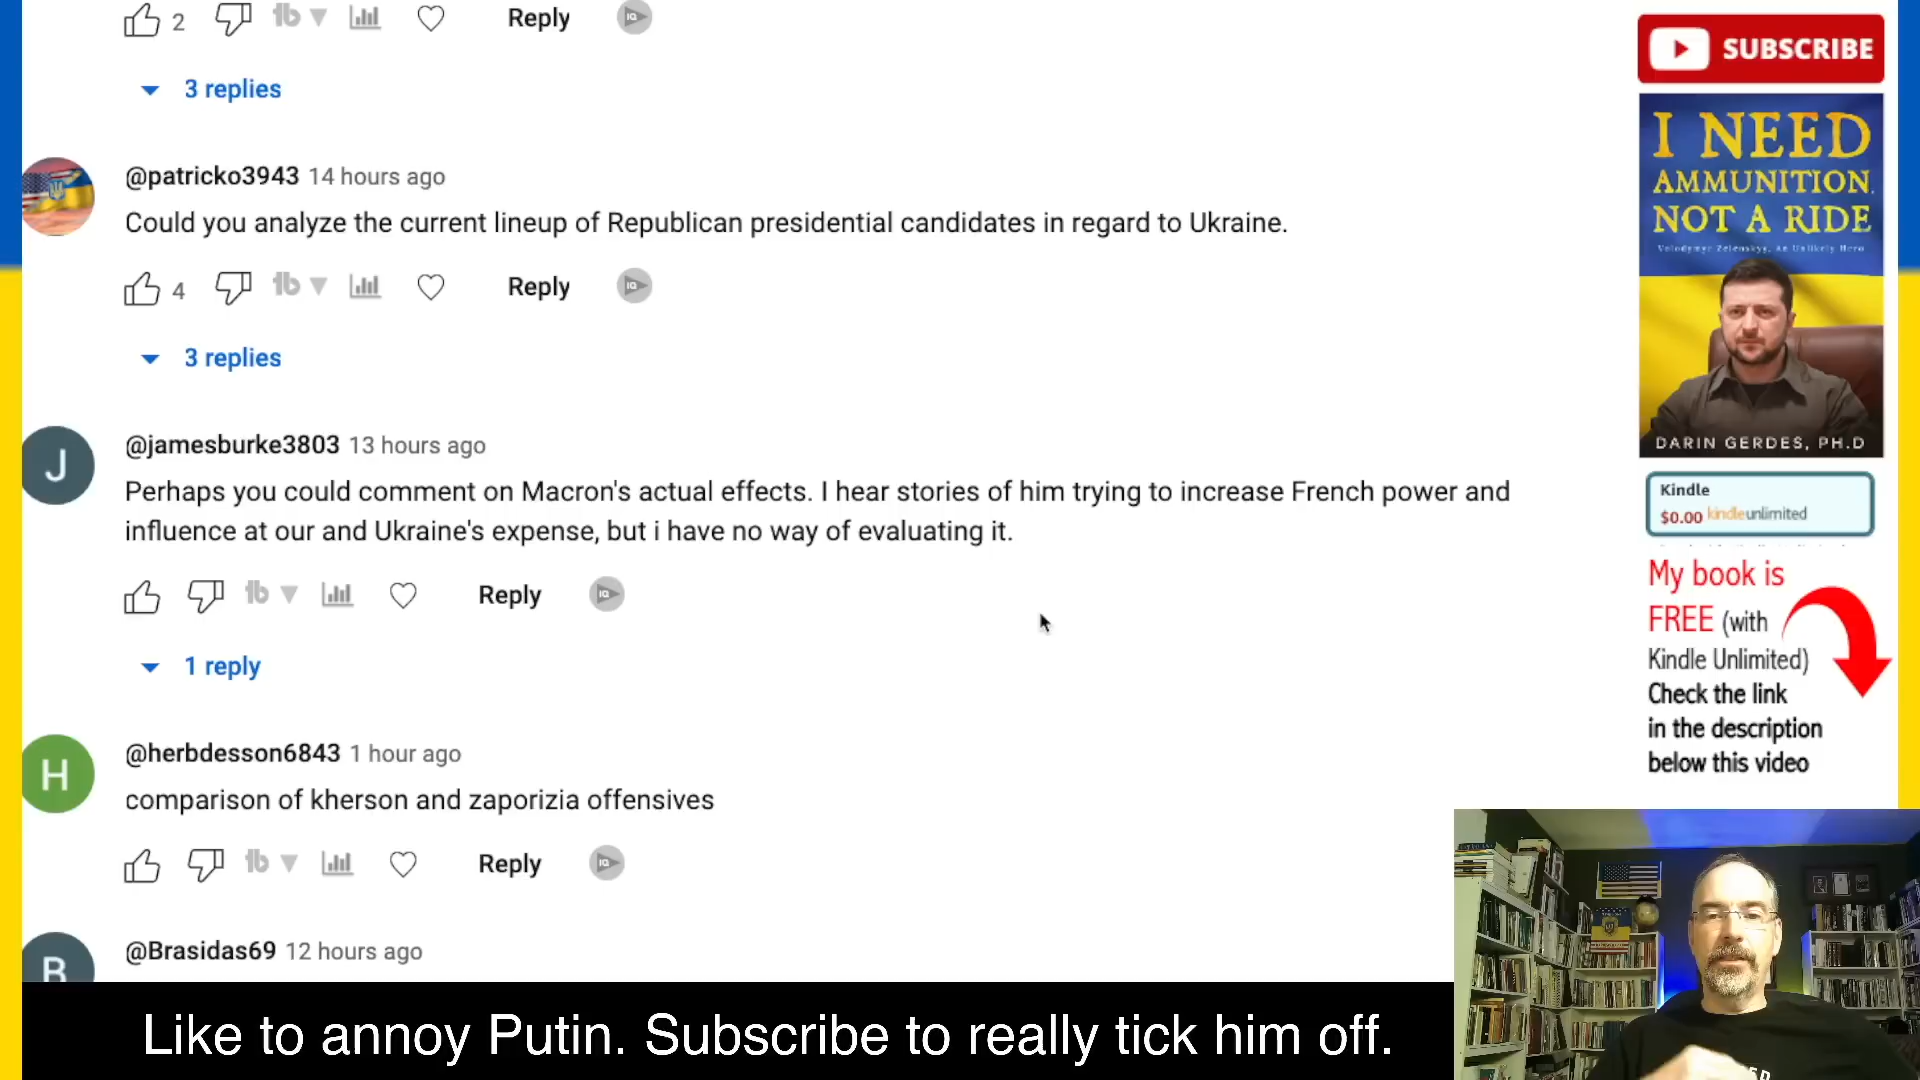 2
Reply
3 replies
@patricko3943 14 hours ago
Could you analyze the current lineup of Republican presidential candidates in regard to Ukraine.
4
Reply
3 replies
J
@jamesburke3803 13 hours ago
Perhaps you could comment on Macron's actual effects. I hear stories of him trying to increase French power and
influence at our and Ukraine's expense, but i have no way of evaluating it.
Reply
1 reply
H
@herbdesson6843 1 hour ago
comparison of kherson and zaporizia offensives
Reply
B
@Brasidas69 12 hours ago
SUBSCRIBE
I NEED
AMMUNITION,
NOT A RIDE
Volodymyr Zelenskyy, An Unlikely Hero
DARIN GERDES, PH.D
Kindle
$0.00 kindleunlimited
My book is
FREE (with
Kindle Unlimited)
Check the link
in the description
below this video
Like to annoy Putin. Subscribe to really tick him off.